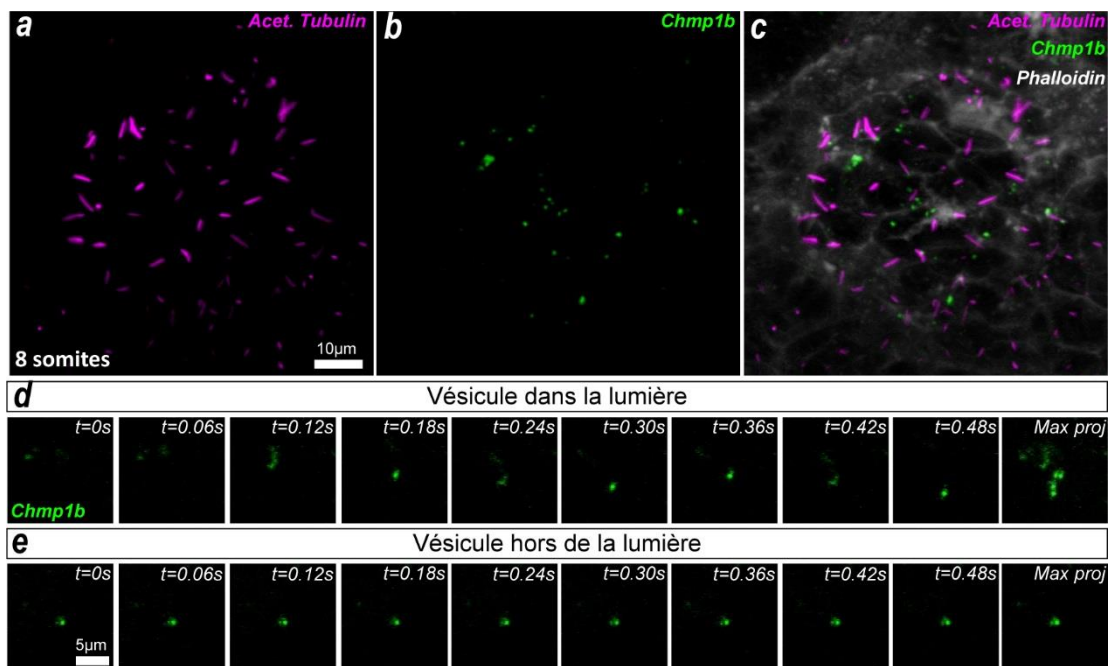 a
Acet. Tubulin
b
Chmp1b
c
Acet. Tubulin
Chmp1b
Phalloidin
8 somites
10µm
d
Vésicule dans la lumière
t=0s
t=0.06s
t=0.12s
t=0.18s
t=0.24s
t=0.30s
t=0.36s
t=0.42s
t=0.48s
Max proj
Chmp1b
e
Vésicule hors de la lumière
t=0s
t=0.06s
t=0.12s
t=0.18s
t=0.24s
t=0.30s
t=0.36s
t=0.42s
t=0.48s
Max proj
5µm